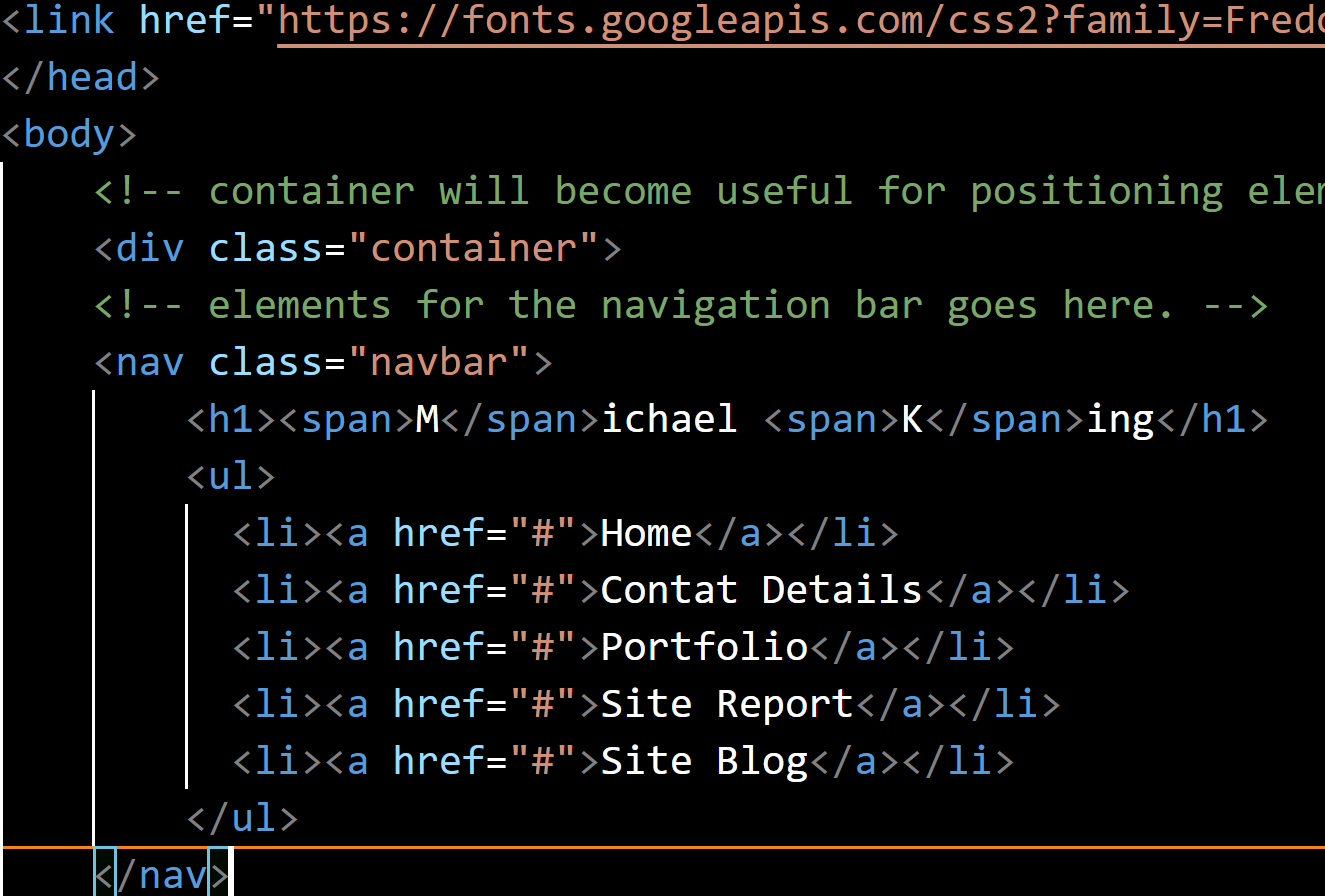 <link href="https://fonts.googleapis.com/css2?family=Fredo
</head>
<body>
<!-- container will become useful for positioning elem
<div class="container">
<!-- elements for the navigation bar goes here. -->
<nav class="navbar">
<h1><span>M</span>ichael <span>K</span>ing</h1>
<ul>
<li><a href="#">Home</a></li>
<li><a href="#">Contat Details</a></li>
<li><a href="#">Portfolio</a></li>
<li><a href="#">Site Report</a></li>
<li><a href="#">Site Blog</a></li>
</ul>
</nav>